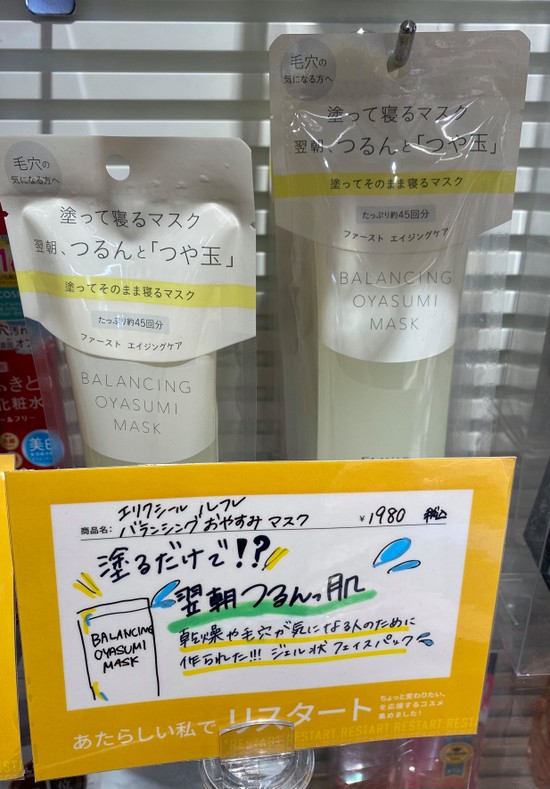 毛穴の
気になる方へ
塗って寝るマスク
翌朝、つるんと「つや玉」
塗ってそのまま寝るマスク
たっぷり約45回分
ファースト エイジングケア
BALANCING
OYASUMI
MASK
毛穴の
気になる方へ
塗って寝るマスク
翌朝、つるんと「つや玉」
塗ってそのまま寝るマスク
たっぷり約45回分
ファースト エイジングケア
BALANCING
OYASUMI
MASK
化粧水
美白
エリクシール ルフレ
商品名: バランシングおやすみ マスク ¥1980 税込
塗るだけで!?
翌朝つるんっ肌
乾燥や毛穴が気になる人のために
作られた!!! ジェル状 フェイスパック
BALANCING
OYASUMI
MASK
あたらしい私で リスタート
ちょっと変わりたい、
を応援するコスメ
集めました!
RESTART.RESTART.RESTART.REST